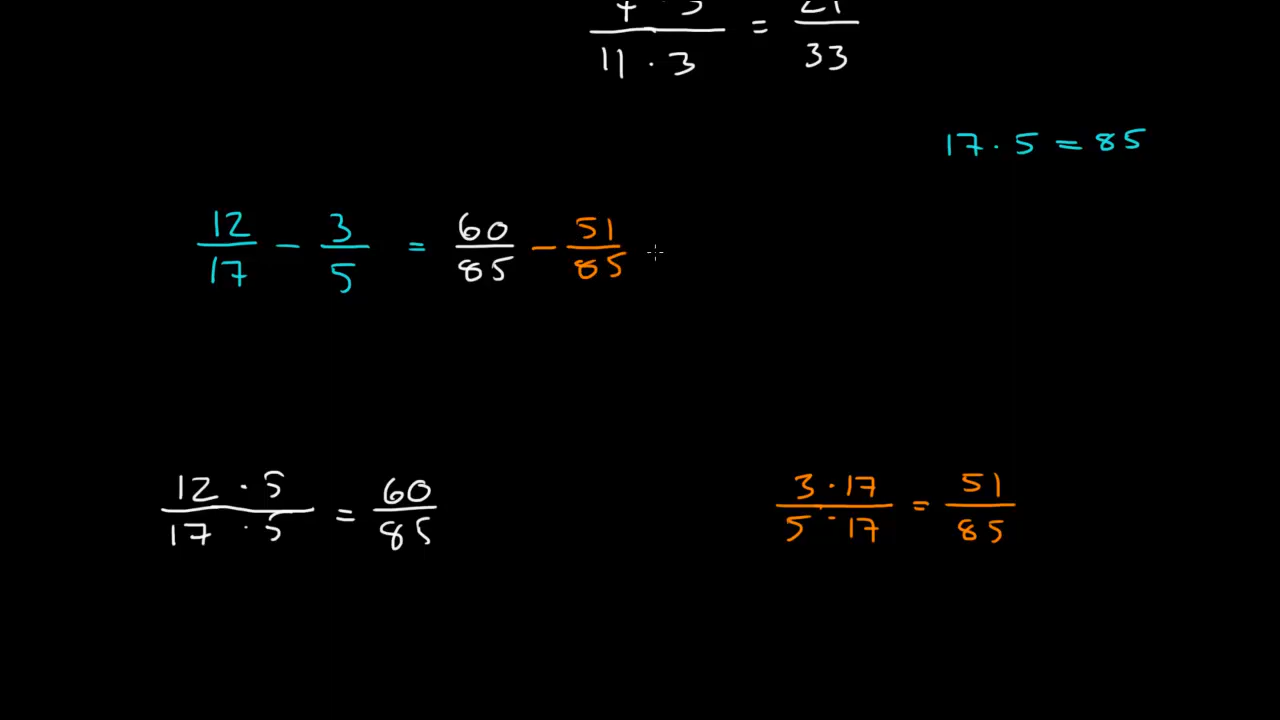 = 21
11 · 3 33
17 · 5 = 85
12 - 3 = 60 - 51
17 5 85 85
12 · 5 = 60
17 · 5 85
3 · 17 = 51
5 · 17 85